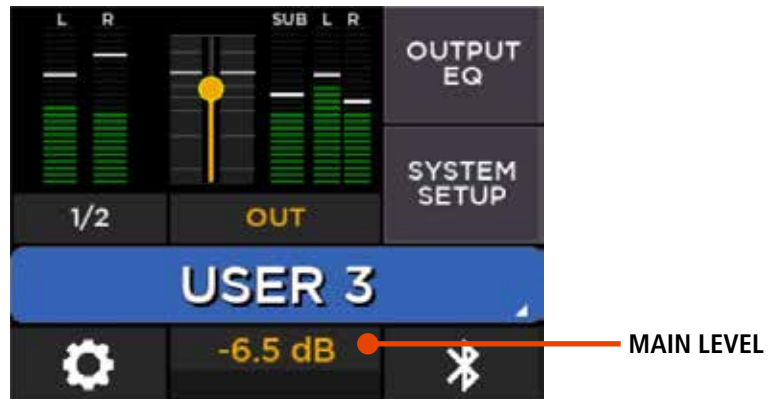 L R
SUB L R
OUTPUT
EQ
SYSTEM
SETUP
1/2
OUT
USER 3
-6.5 dB
MAIN LEVEL